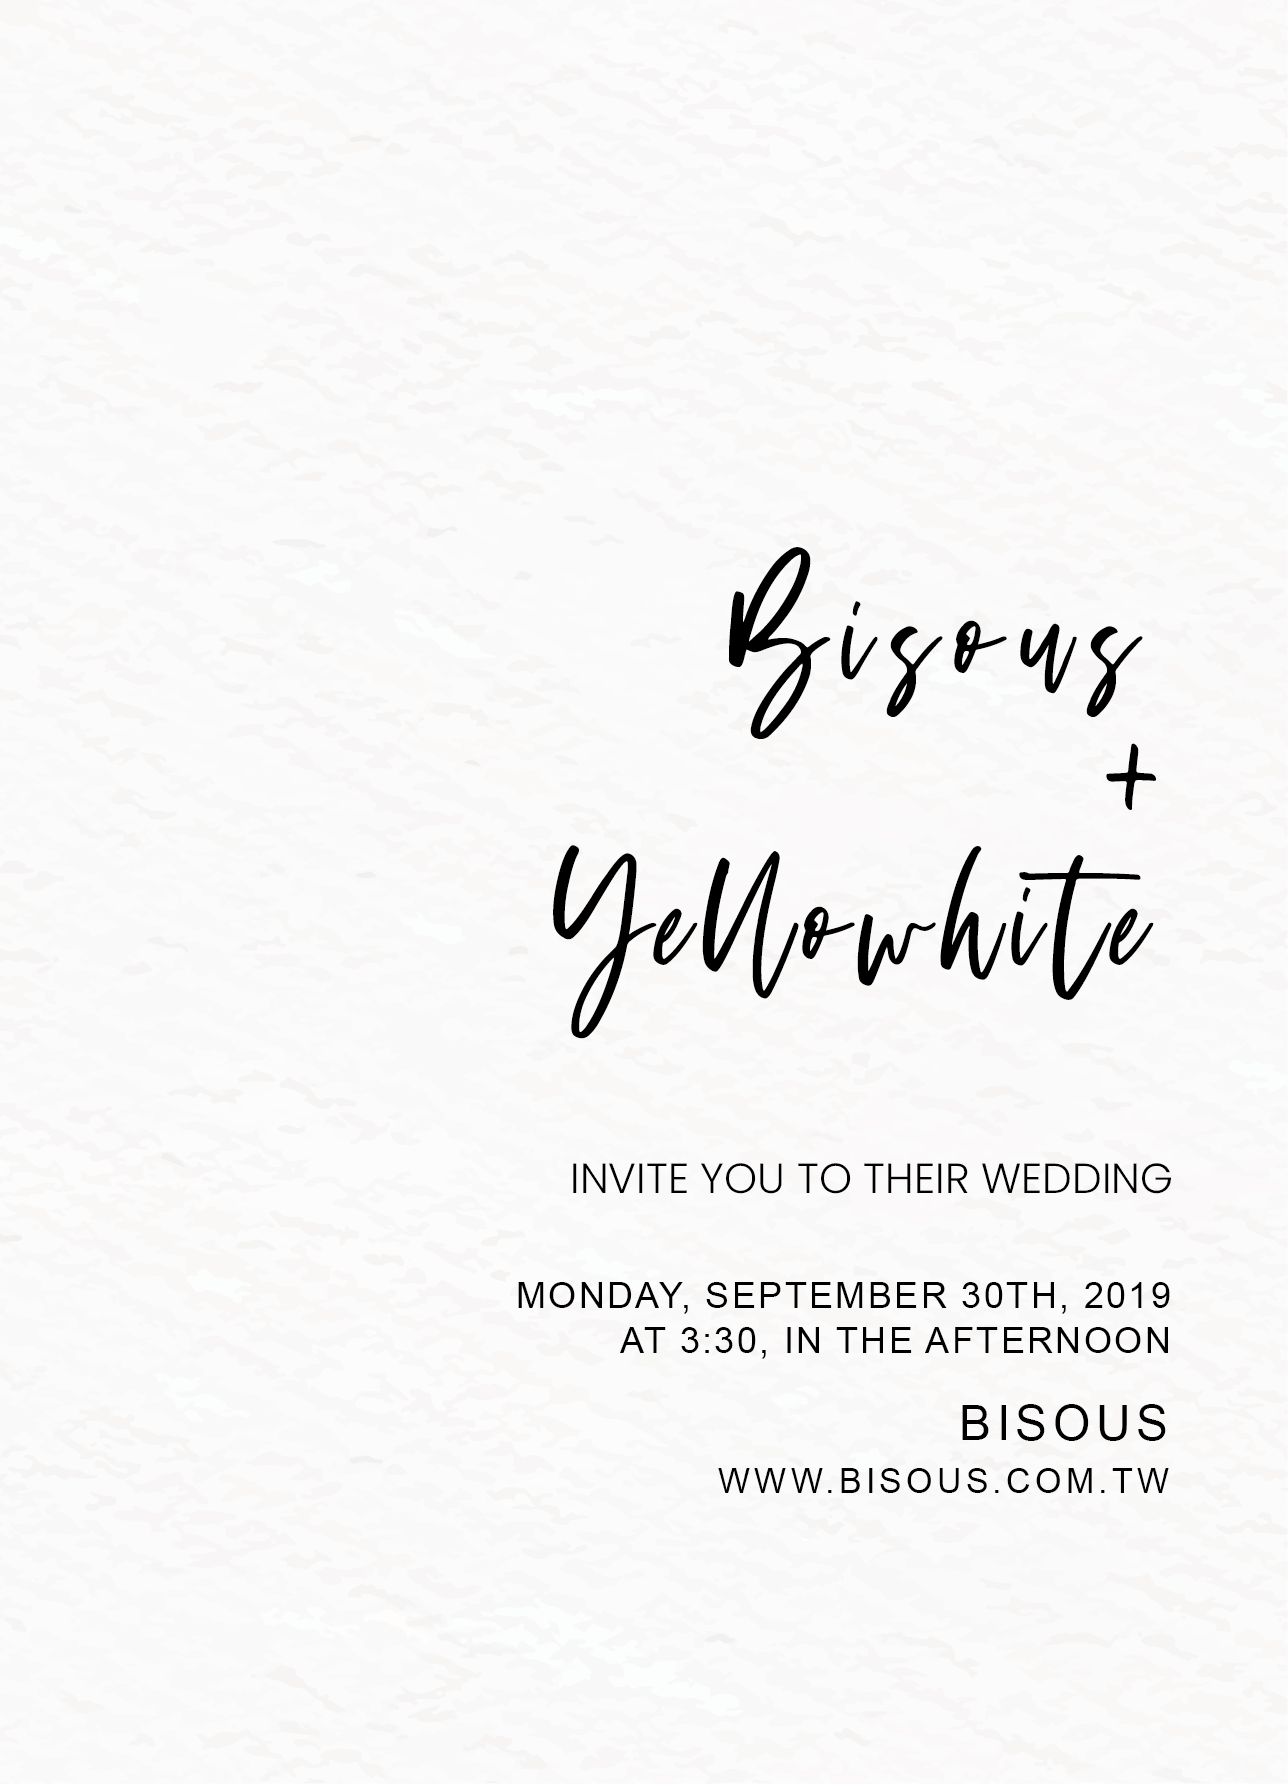 Bisous
+
Yellowhite
INVITE YOU TO THEIR WEDDING
MONDAY, SEPTEMBER 30TH, 2019
AT 3:30, IN THE AFTERNOON
BISOUS
WWW.BISOUS.COM.TW